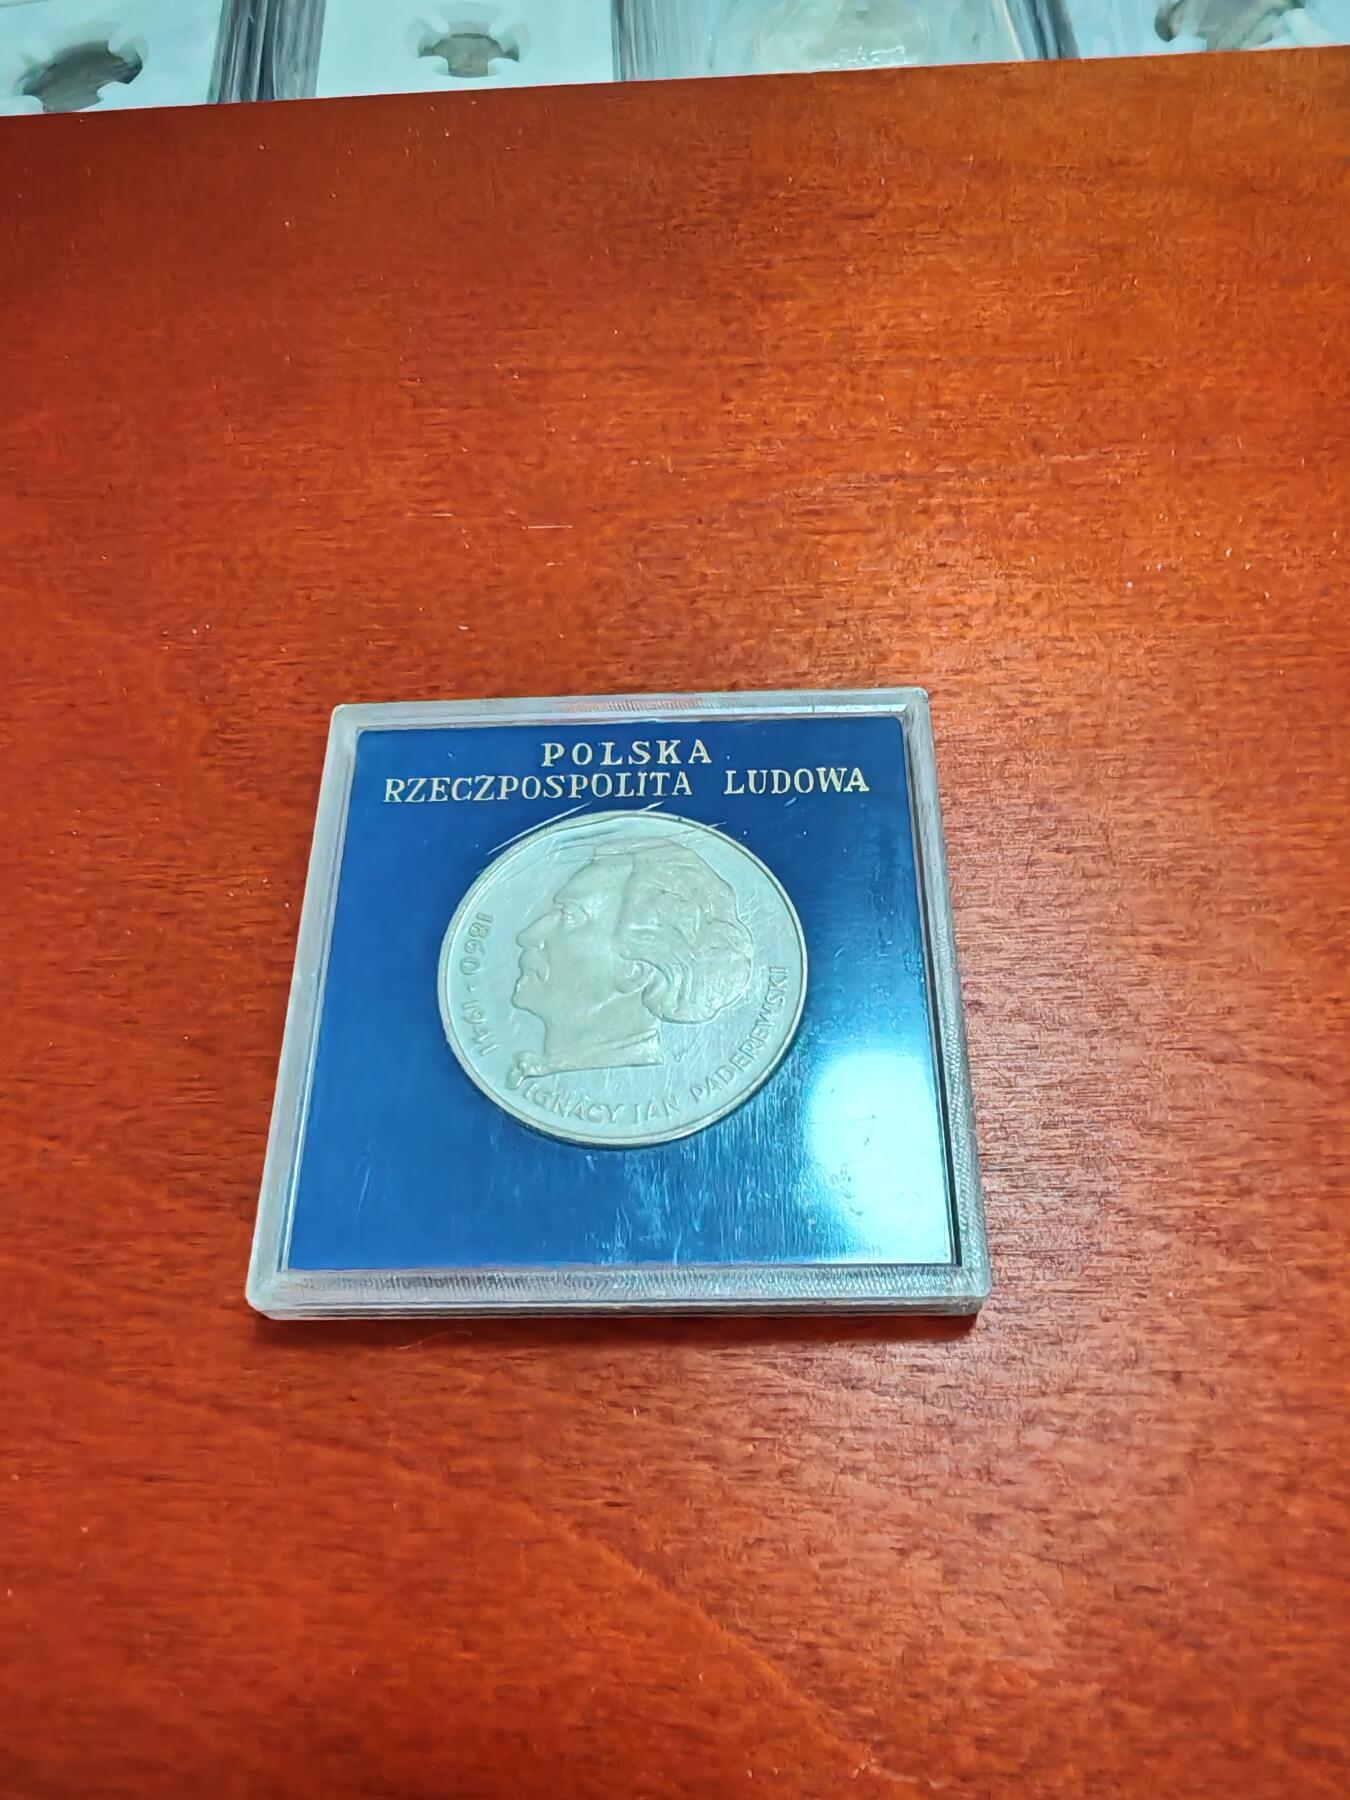 POLSKA
RZECZPOSPOLITA LUDOWA
1860·1941
IGNACY JAN PADEREWSKI